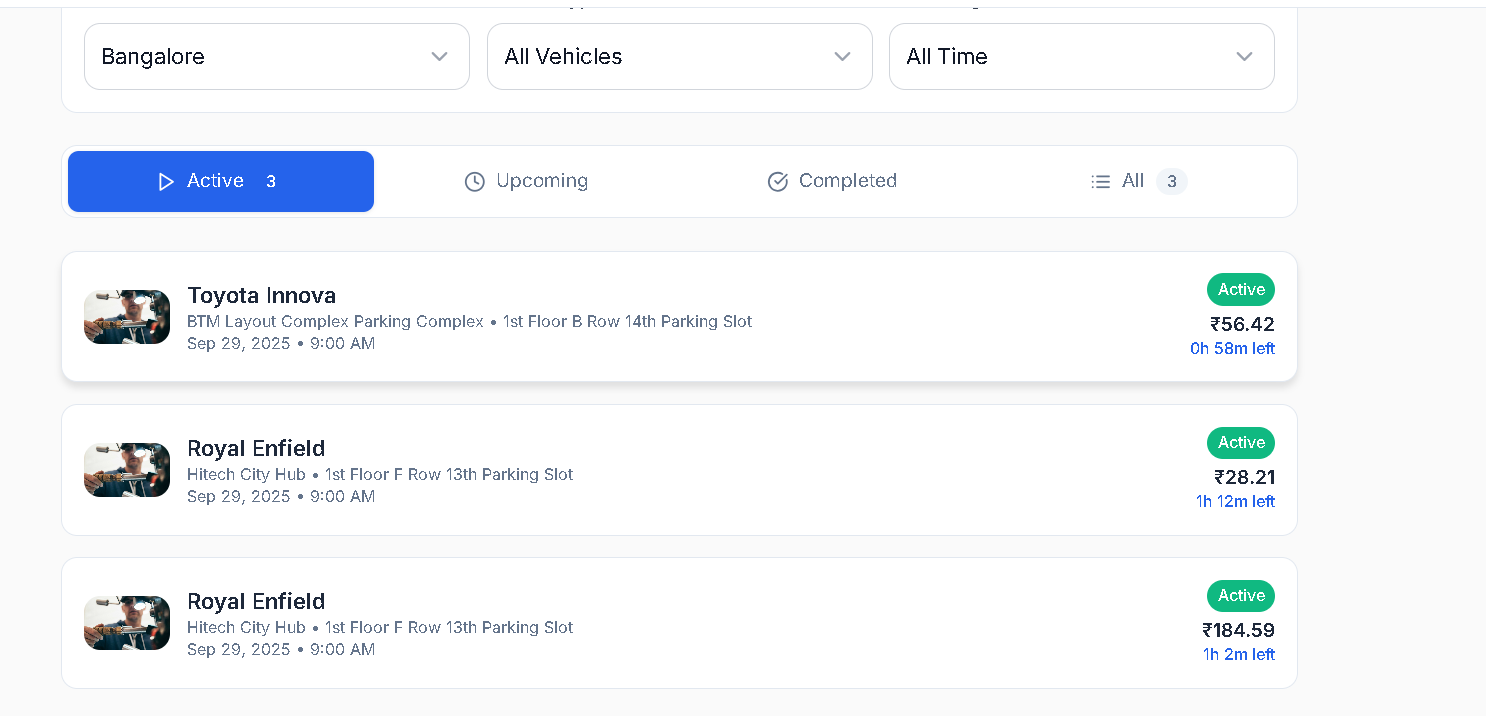 Bangalore
All Vehicles
All Time
Active 3
Upcoming
Completed
All 3
Toyota Innova
BTM Layout Complex Parking Complex • 1st Floor B Row 14th Parking Slot
Sep 29, 2025 • 9:00 AM
Active
₹56.42
0h 58m left
Royal Enfield
Hitech City Hub • 1st Floor F Row 13th Parking Slot
Sep 29, 2025 • 9:00 AM
Active
₹28.21
1h 12m left
Royal Enfield
Hitech City Hub • 1st Floor F Row 13th Parking Slot
Sep 29, 2025 • 9:00 AM
Active
₹184.59
1h 2m left